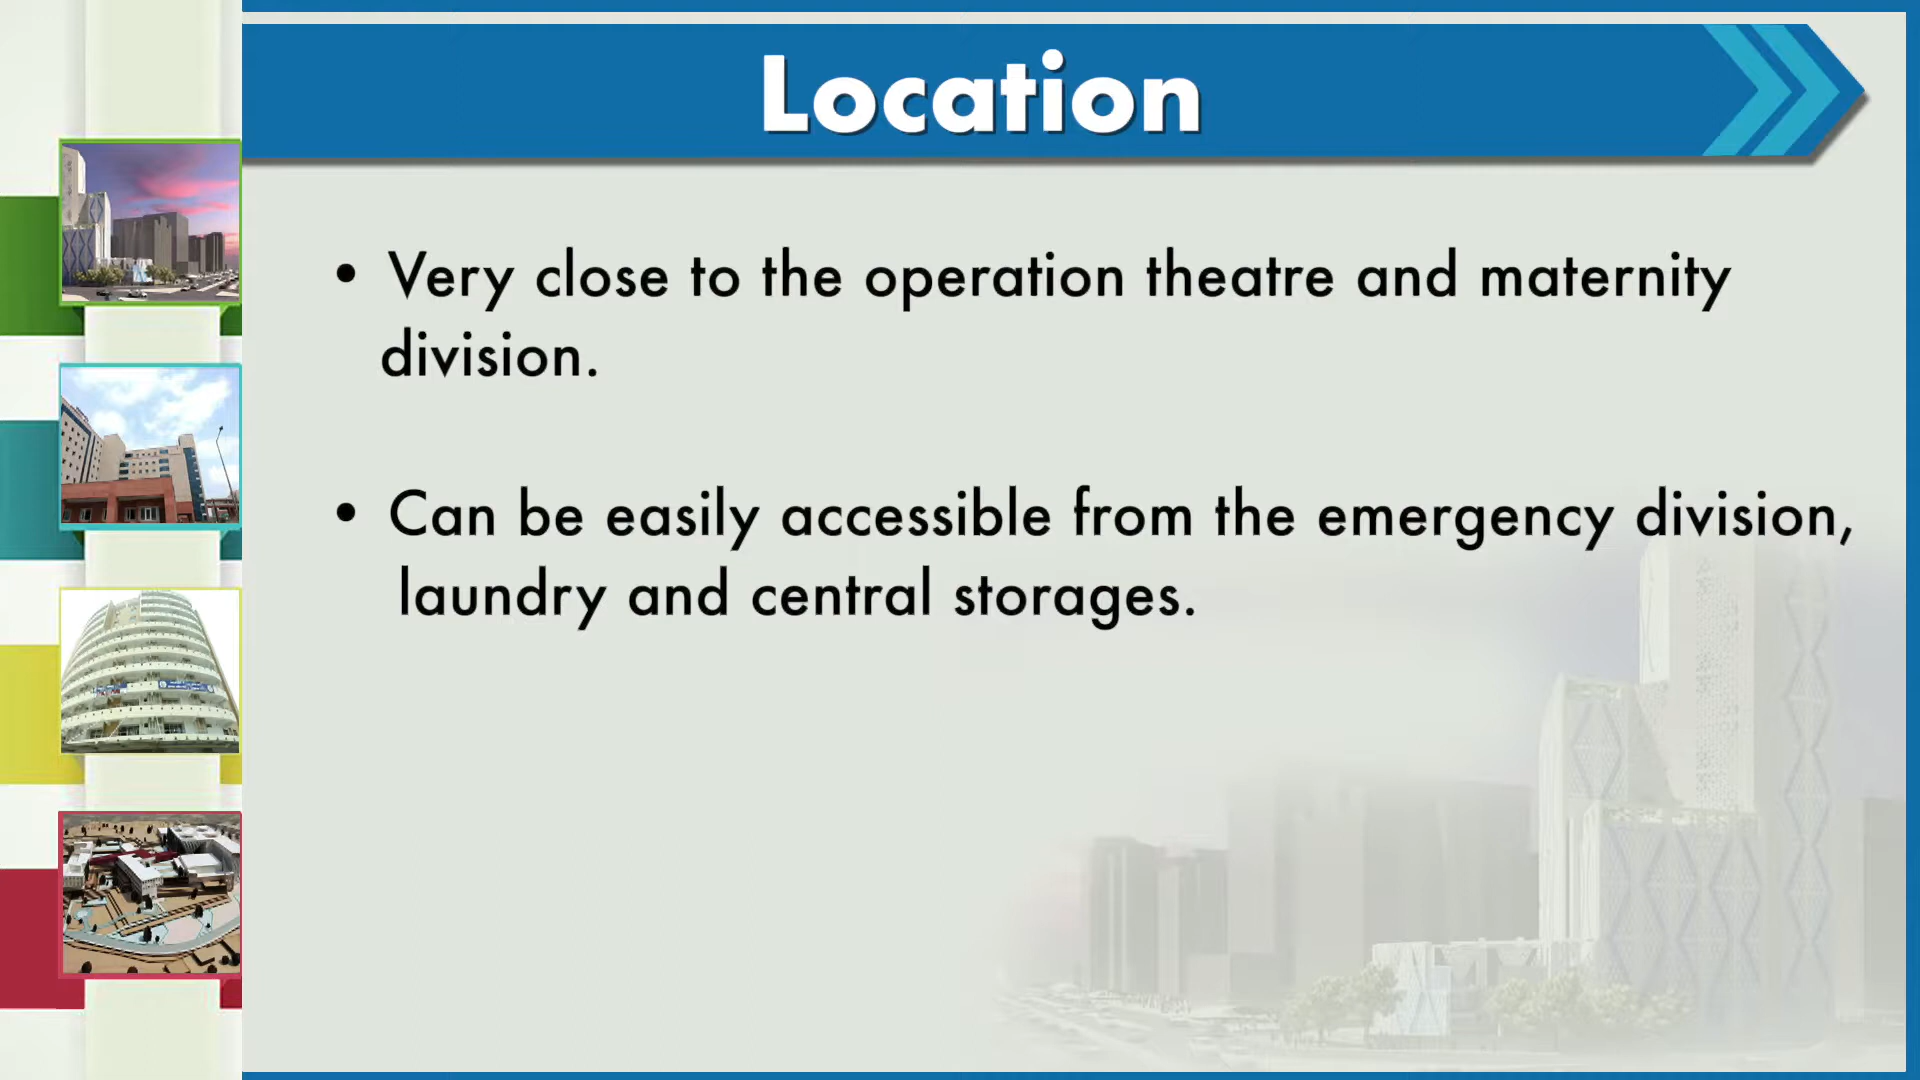 Location
• Very close to the operation theatre and maternity
division.
• Can be easily accessible from the emergency division,
laundry and central storages.